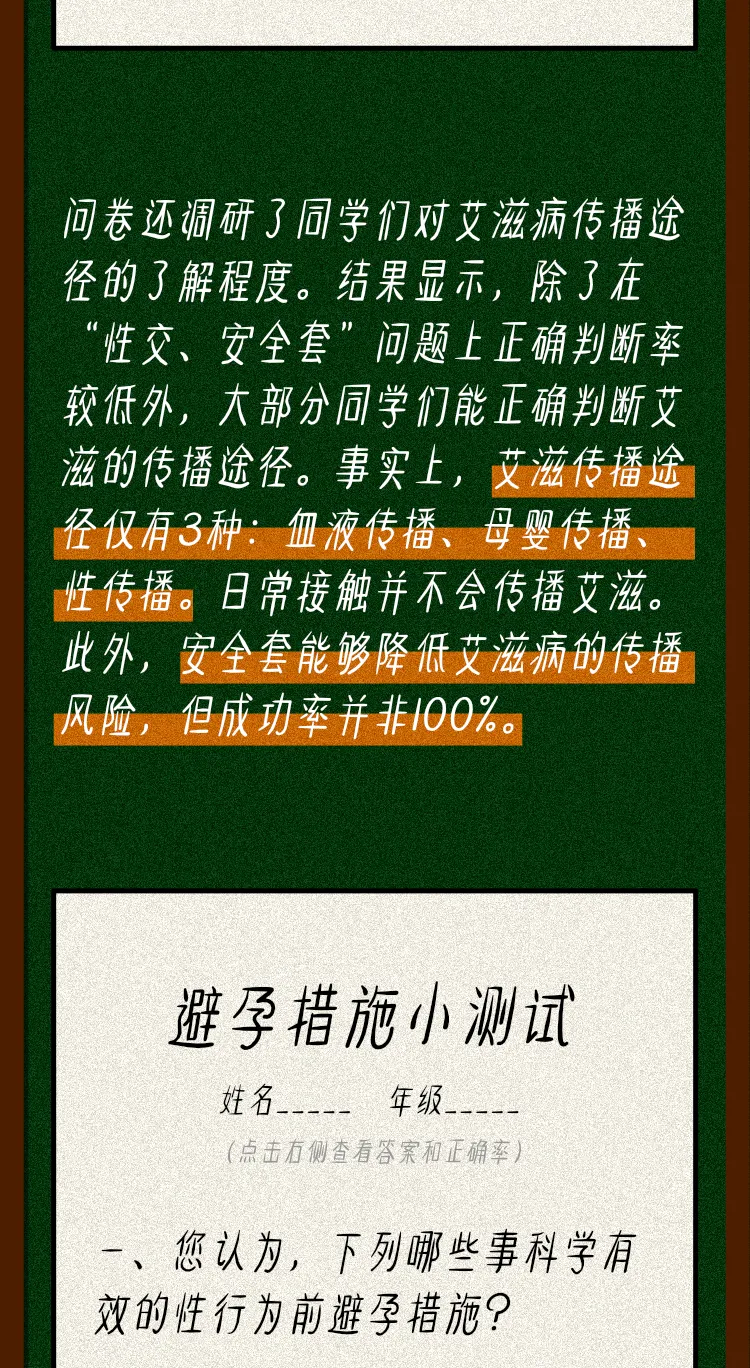 问卷还调研了同学们对艾滋病传播途
径的了解程度。结果显示，除了在
“性交、安全套”问题上正确判断率
较低外，大部分同学们能正确判断艾
滋的传播途径。事实上，艾滋传播途
径仅有3种：血液传播、母婴传播、
性传播。日常接触并不会传播艾滋。
此外，安全套能够降低艾滋病的传播
风险，但成功率并非100%。
避孕措施小测试
姓名_____ 年级_____
（点击右侧查看答案和正确率）
一、您认为，下列哪些事科学有
效的性行为前避孕措施？